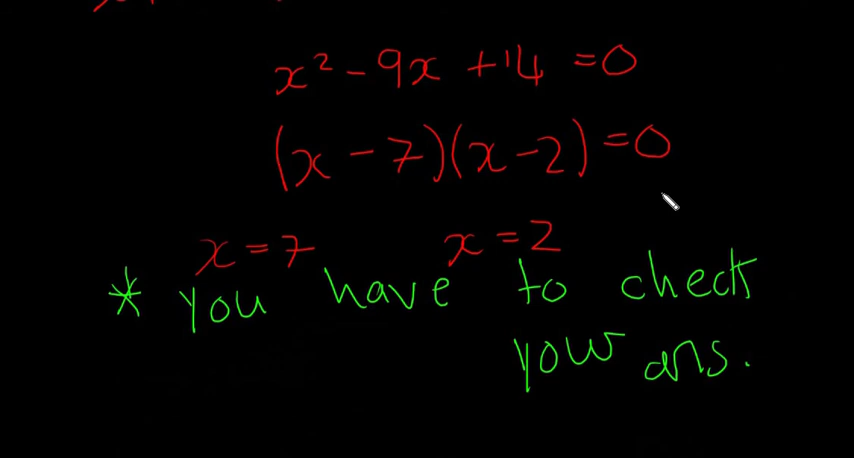 x² - 9x + 14 = 0
(x - 7)(x - 2) = 0
x = 7 x = 2
* you have to check
your ans.